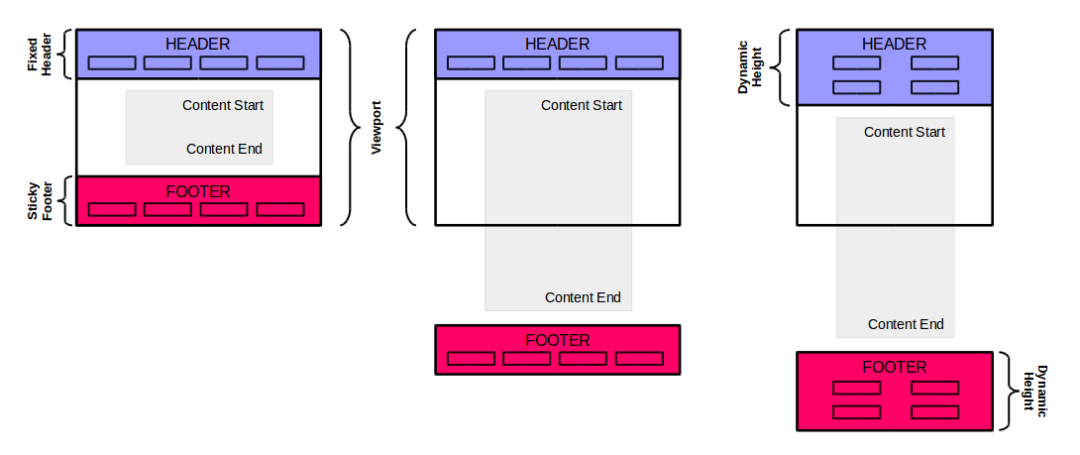 Fixed
Header
HEADER
Content Start
Content End
Sticky
Footer
FOOTER
Viewport
HEADER
Content Start
Content End
FOOTER
Dynamic
Height
HEADER
Content Start
Content End
FOOTER
Dynamic
Height